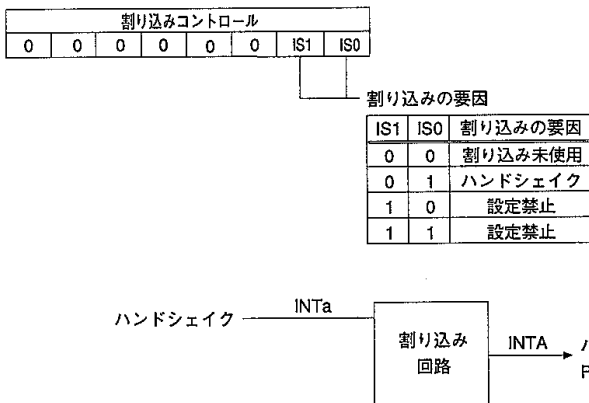 割り込みコントロール
0 0 0 0 0 0 IS1 IS0
割り込みの要因
IS1 IS0 割り込みの要因
0 0 割り込み未使用
0 1 ハンドシェイク
1 0 設定禁止
1 1 設定禁止
ハンドシェイク INTa
割り込み
回路
INTA